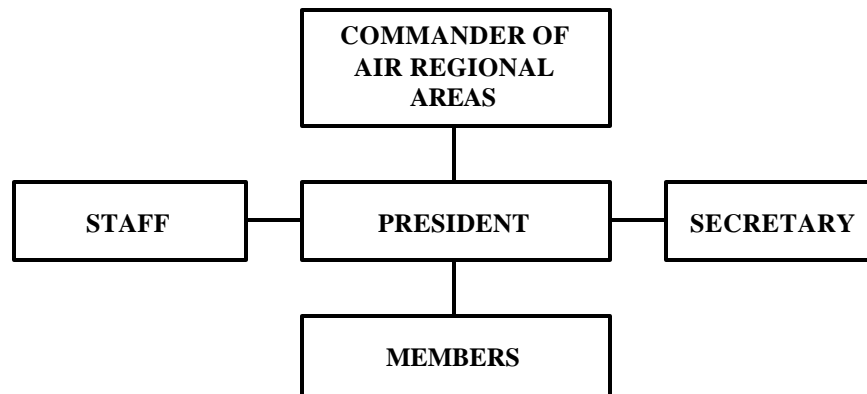 COMMANDER OF
AIR REGIONAL
AREAS
STAFF
PRESIDENT
SECRETARY
MEMBERS